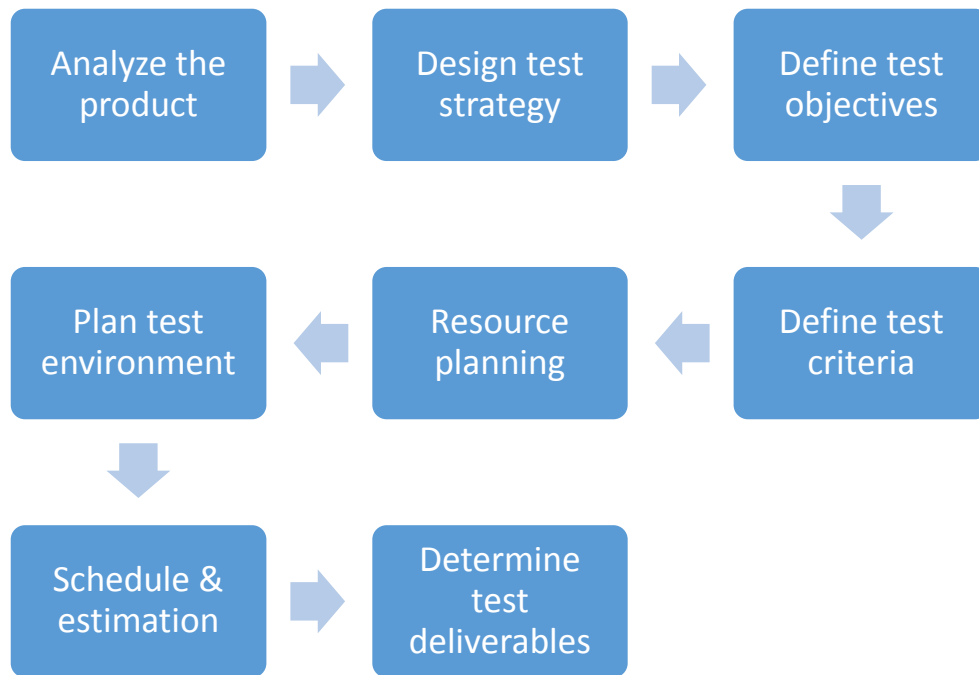 Analyze the
product
Design test
strategy
Define test
objectives
Plan test
environment
Resource
planning
Define test
criteria
Schedule &
estimation
Determine
test
deliverables